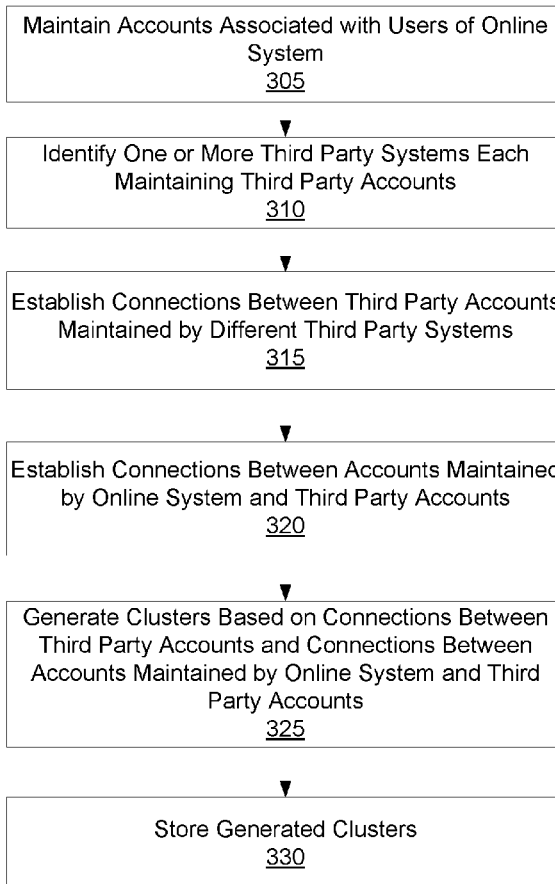 Maintain Accounts Associated with Users of Online
System
305
Identify One or More Third Party Systems Each
Maintaining Third Party Accounts
310
Establish Connections Between Third Party Accounts
Maintained by Different Third Party Systems
315
Establish Connections Between Accounts Maintained
by Online System and Third Party Accounts
320
Generate Clusters Based on Connections Between
Third Party Accounts and Connections Between
Accounts Maintained by Online System and Third
Party Accounts
325
Store Generated Clusters
330